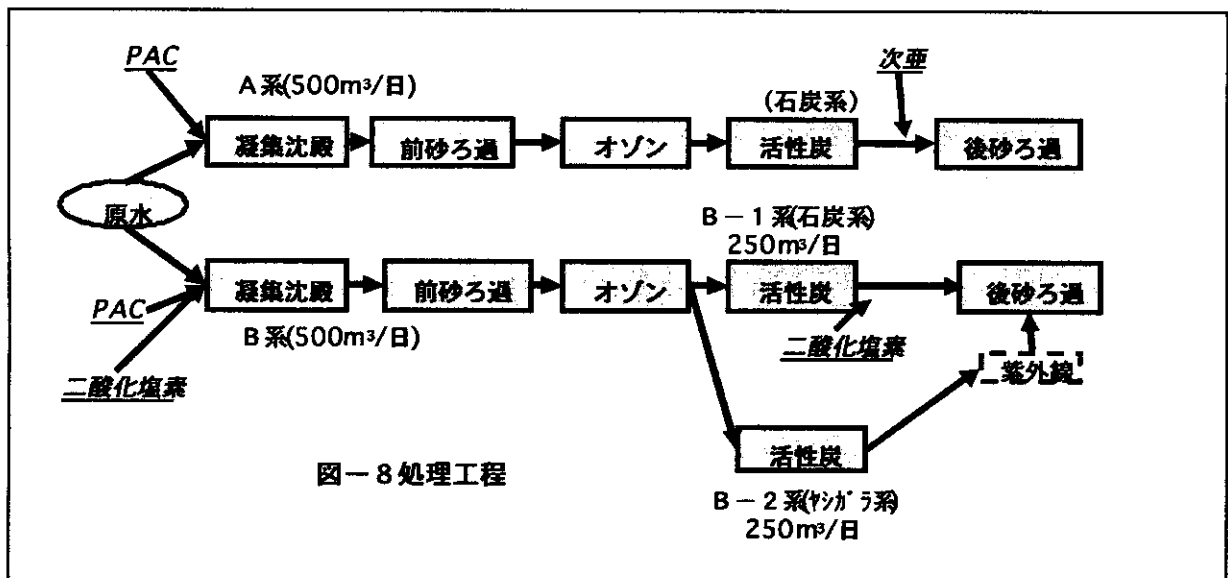 PAC
A系(500m³/日)
次亜
(石炭系)
凝集沈殿
前砂ろ過
オゾン
活性炭
後砂ろ過
原水
B－1系(石炭系)
250m³/日
凝集沈殿
前砂ろ過
オゾン
活性炭
後砂ろ過
PAC
B系(500m³/日)
二酸化塩素
二酸化塩素
紫外線
活性炭
図－8処理工程
B－2系(ﾔｼｶﾞﾗ系)
250m³/日